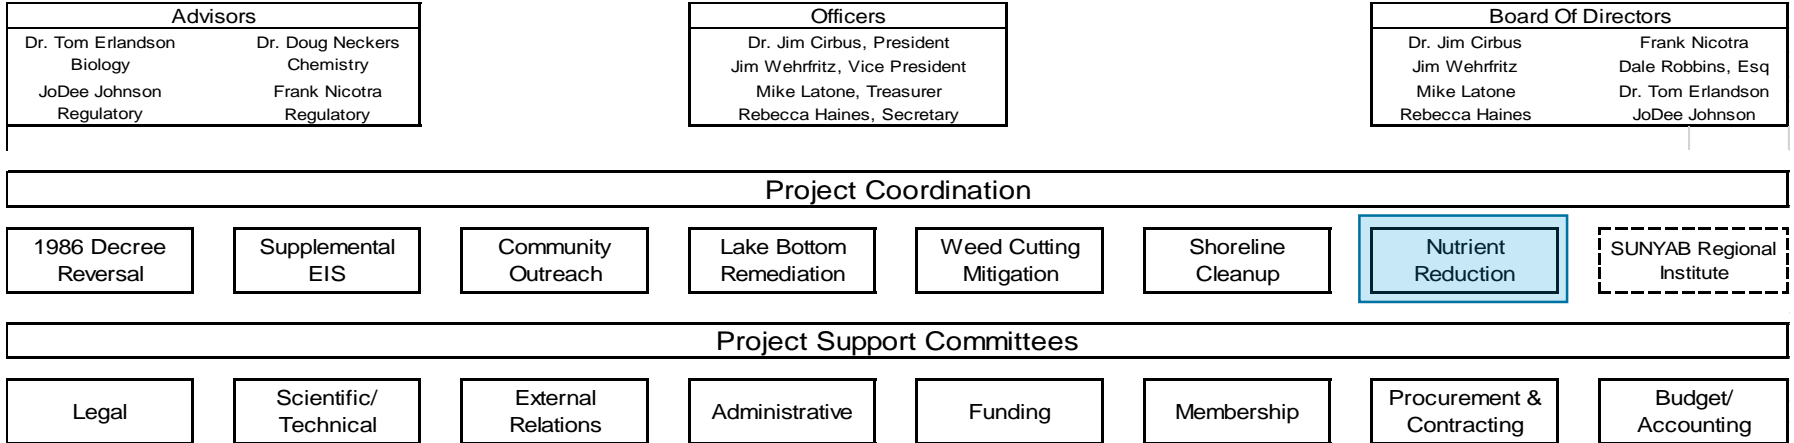 Advisors
Dr. Tom Erlandson
Biology
Dr. Doug Neckers
Chemistry
JoDee Johnson
Regulatory
Frank Nicotra
Regulatory
Officers
Dr. Jim Cirbus, President
Jim Wehrfritz, Vice President
Mike Latone, Treasurer
Rebecca Haines, Secretary
Board Of Directors
Dr. Jim Cirbus
Jim Wehrfritz
Mike Latone
Rebecca Haines
Frank Nicotra
Dale Robbins, Esq
Dr. Tom Erlandson
JoDee Johnson
Project Coordination
1986 Decree
Reversal
Supplemental
EIS
Community
Outreach
Lake Bottom
Remediation
Weed Cutting
Mitigation
Shoreline
Cleanup
Nutrient
Reduction
SUNYAB Regional
Institute
Project Support Committees
Legal
Scientific/
Technical
External
Relations
Administrative
Funding
Membership
Procurement &
Contracting
Budget/
Accounting